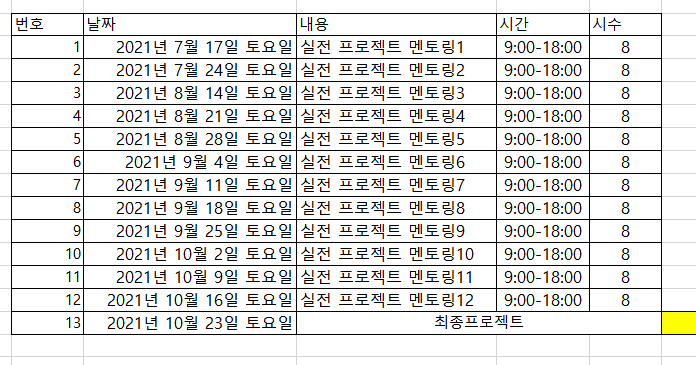 번호 날짜 내용 시간 시수
1 2021년 7월 17일 토요일 실전 프로젝트 멘토링1 9:00-18:00 8
2 2021년 7월 24일 토요일 실전 프로젝트 멘토링2 9:00-18:00 8
3 2021년 8월 14일 토요일 실전 프로젝트 멘토링3 9:00-18:00 8
4 2021년 8월 21일 토요일 실전 프로젝트 멘토링4 9:00-18:00 8
5 2021년 8월 28일 토요일 실전 프로젝트 멘토링5 9:00-18:00 8
6 2021년 9월 4일 토요일 실전 프로젝트 멘토링6 9:00-18:00 8
7 2021년 9월 11일 토요일 실전 프로젝트 멘토링7 9:00-18:00 8
8 2021년 9월 18일 토요일 실전 프로젝트 멘토링8 9:00-18:00 8
9 2021년 9월 25일 토요일 실전 프로젝트 멘토링9 9:00-18:00 8
10 2021년 10월 2일 토요일 실전 프로젝트 멘토링10 9:00-18:00 8
11 2021년 10월 9일 토요일 실전 프로젝트 멘토링11 9:00-18:00 8
12 2021년 10월 16일 토요일 실전 프로젝트 멘토링12 9:00-18:00 8
13 2021년 10월 23일 토요일 최종프로젝트